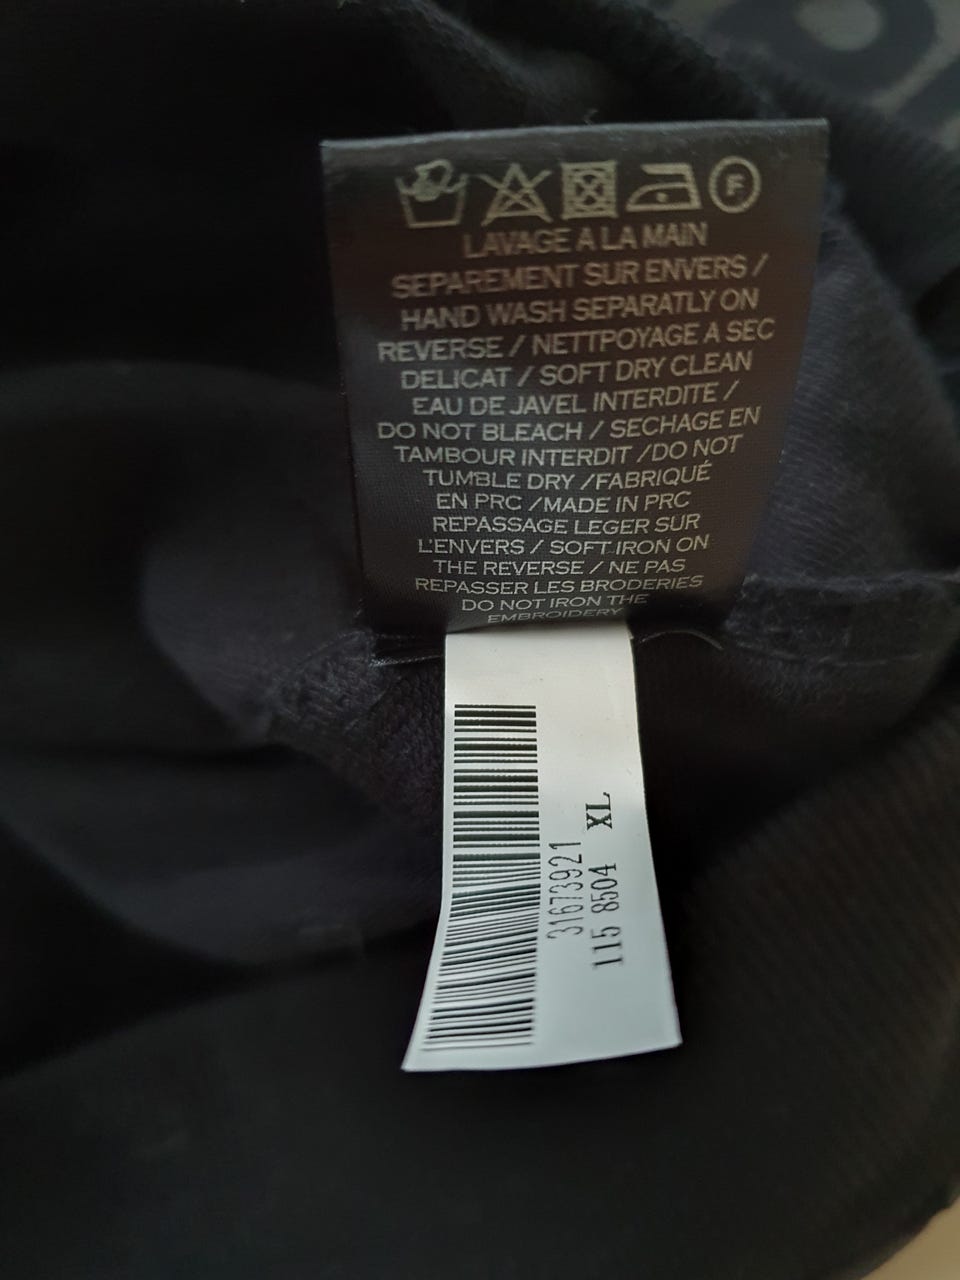 F
LAVAGE A LA MAIN
SEPAREMENT SUR ENVERS /
HAND WASH SEPARATLY ON
REVERSE / NETTPOYAGE A SEC
DELICAT / SOFT DRY CLEAN
EAU DE JAVEL INTERDITE /
DO NOT BLEACH / SECHAGE EN
TAMBOUR INTERDIT /DO NOT
TUMBLE DRY /FABRIQUÉ
EN PRC /MADE IN PRC
REPASSAGE LEGER SUR
L'ENVERS / SOFT IRON ON
THE REVERSE / NE PAS
REPASSER LES BRODERIES
DO NOT IRON THE
EMBROIDERY
31673921
115 8504 XL